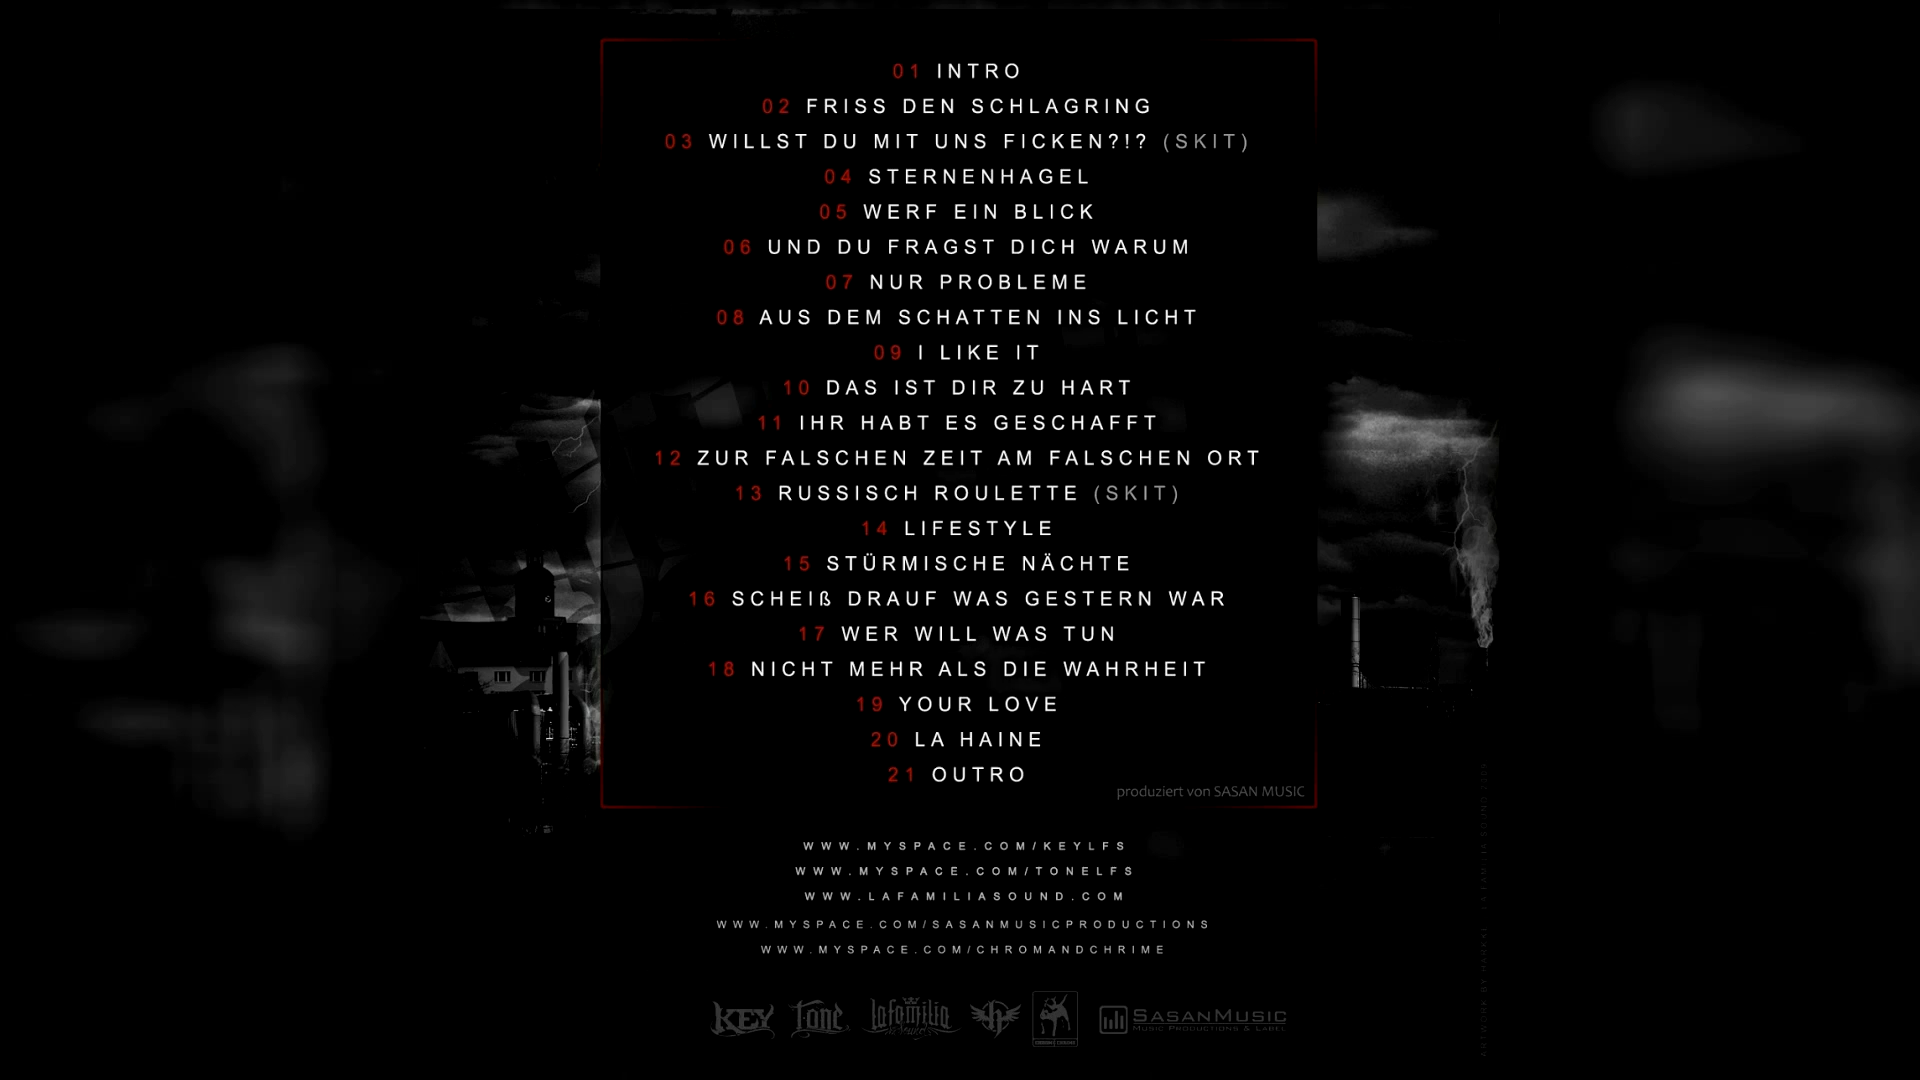 01 INTRO
02 FRISS DEN SCHLAGRING
03 WILLST DU MIT UNS FICKEN?!? (SKIT)
04 STERNENHAGEL
05 WERF EIN BLICK
06 UND DU FRAGST DICH WARUM
07 NUR PROBLEME
08 AUS DEM SCHATTEN INS LICHT
09 I LIKE IT
10 DAS IST DIR ZU HART
11 IHR HABT ES GESCHAFFT
12 ZUR FALSCHEN ZEIT AM FALSCHEN ORT
13 RUSSISCH ROULETTE (SKIT)
14 LIFESTYLE
15 STÜRMISCHE NÄCHTE
16 SCHEIß DRAUF WAS GESTERN WAR
17 WER WILL WAS TUN
18 NICHT MEHR ALS DIE WAHRHEIT
19 YOUR LOVE
20 LA HAINE
21 OUTRO
produziert von SASAN MUSIC
WWW.MYSPACE.COM/KEYLFS
WWW.MYSPACE.COM/TONELFS
WWW.LAFAMILIASOUND.COM
WWW.MYSPACE.COM/SASANMUSICPRODUCTIONS
WWW.MYSPACE.COM/CHROMANDCHRIME
KEY Tone lafamilia SASANMUSIC
MUSIC PRODUCTIONS & LABEL